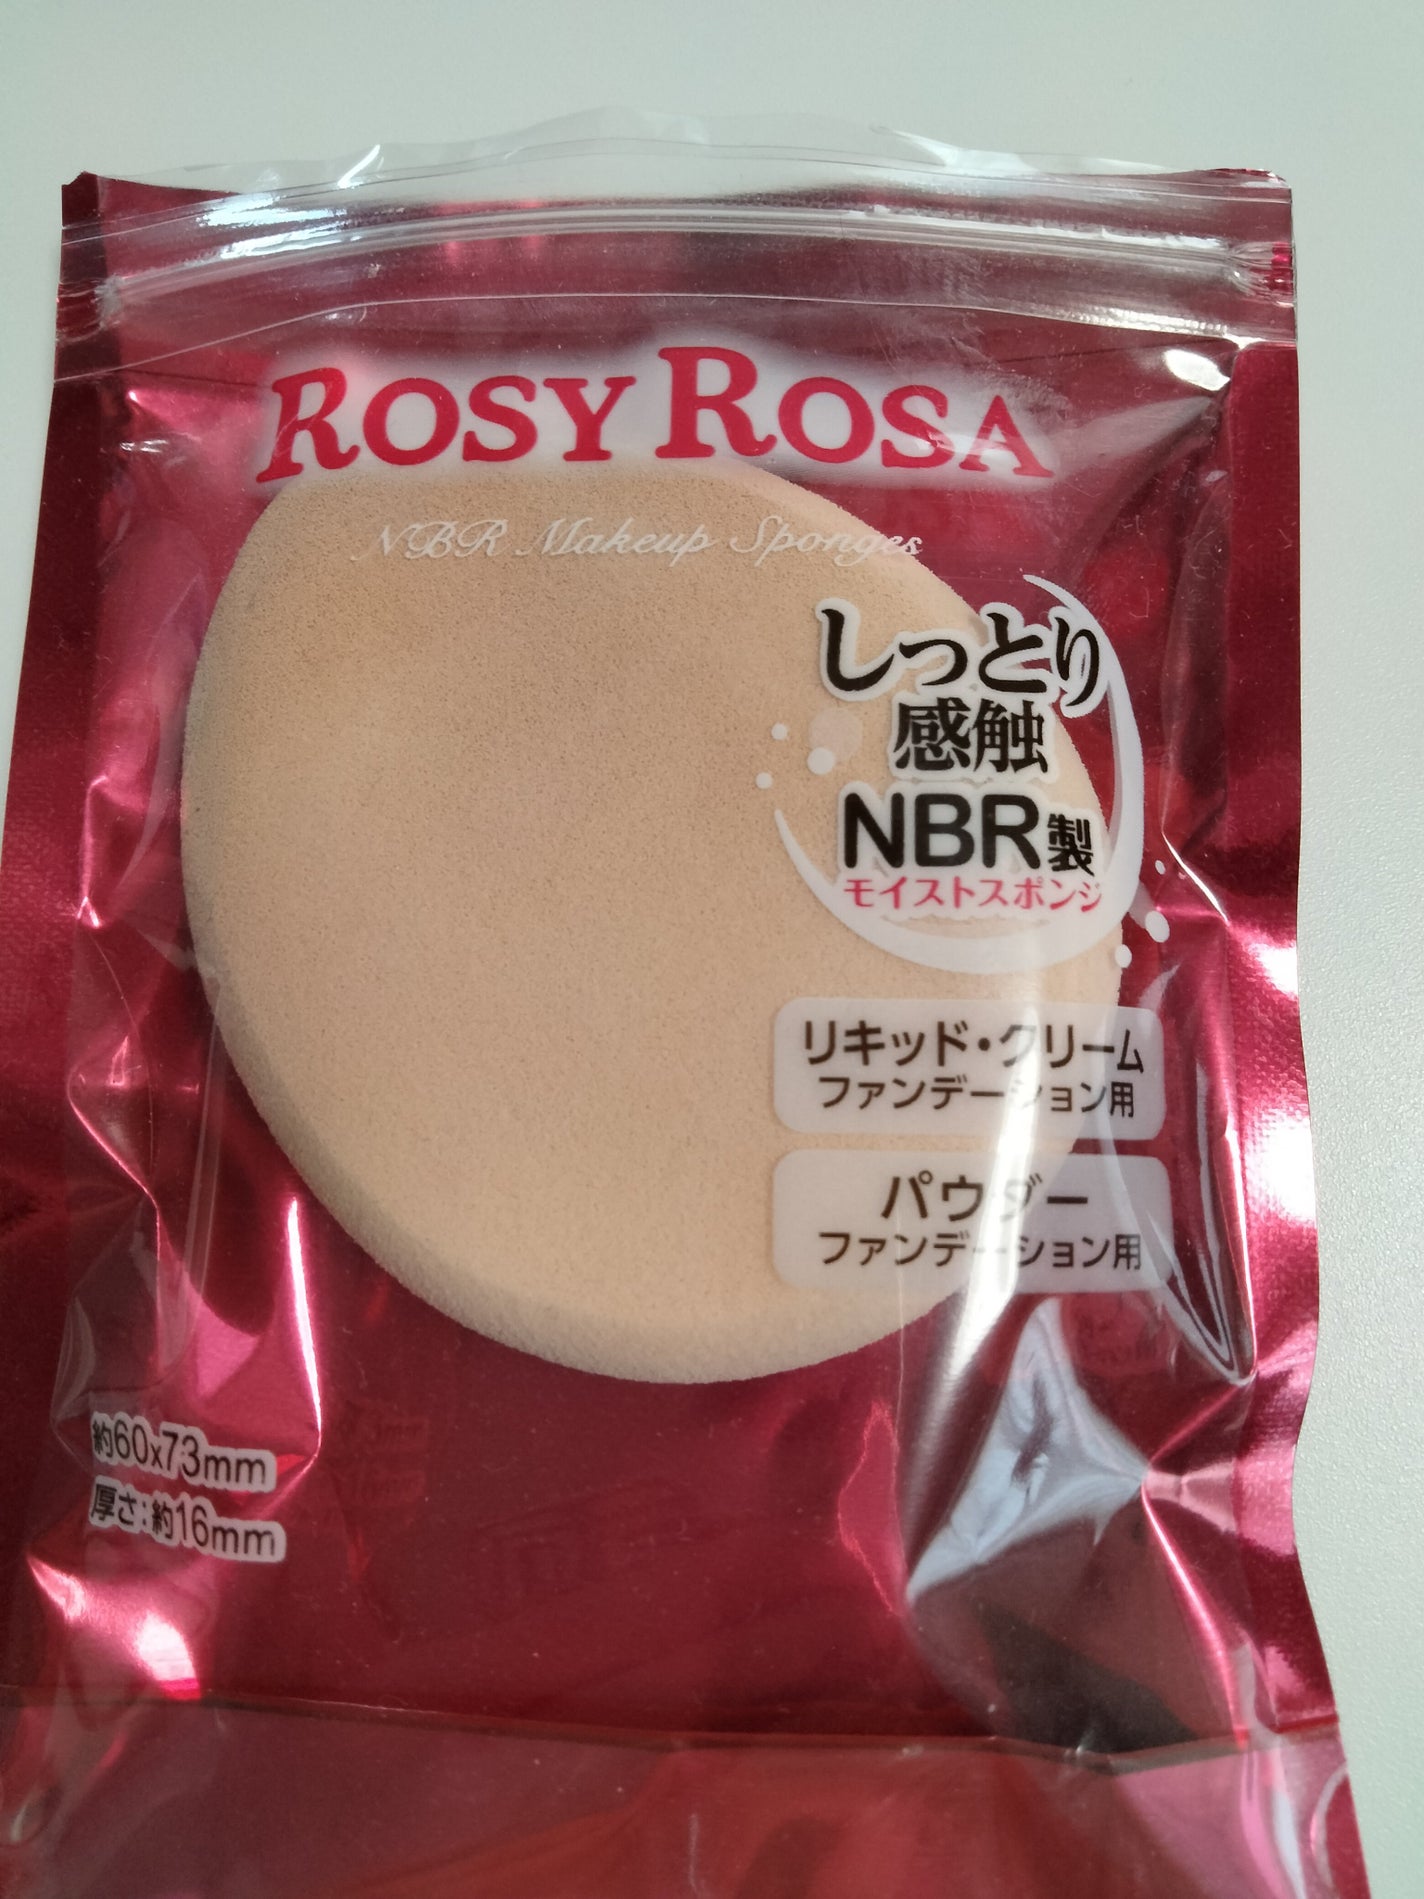 ROSY ROSA
NBR Makeup Sponges
しっとり
感触
NBR製
モイストスポンジ
リキッド・クリーム
ファンデーション用
パウダー
ファンデーション用
約60x73mm
厚さ:約16mm